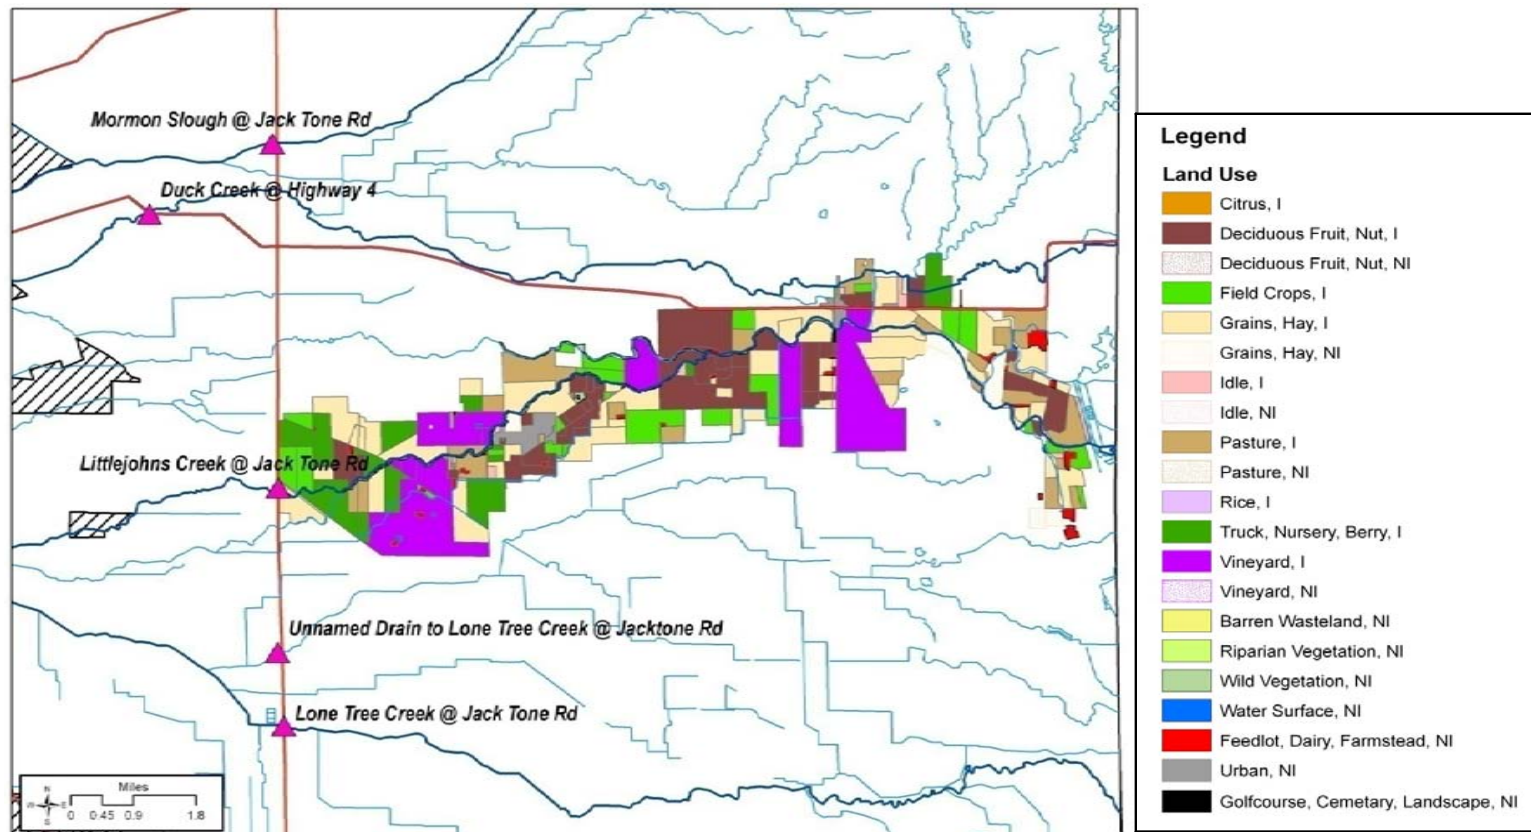 Mormon Slough @ Jack Tone Rd
Duck Creek @ Highway 4
Littlejohns Creek @ Jack Tone Rd
Unnamed Drain to Lone Tree Creek @ Jacktone Rd
Lone Tree Creek @ Jack Tone Rd
N
W E
S
Miles
0 0.45 0.9 1.8
Legend
Land Use
Citrus, I
Deciduous Fruit, Nut, I
Deciduous Fruit, Nut, NI
Field Crops, I
Grains, Hay, I
Grains, Hay, NI
Idle, I
Idle, NI
Pasture, I
Pasture, NI
Rice, I
Truck, Nursery, Berry, I
Vineyard, I
Vineyard, NI
Barren Wasteland, NI
Riparian Vegetation, NI
Wild Vegetation, NI
Water Surface, NI
Feedlot, Dairy, Farmstead, NI
Urban, NI
Golfcourse, Cemetary, Landscape, NI